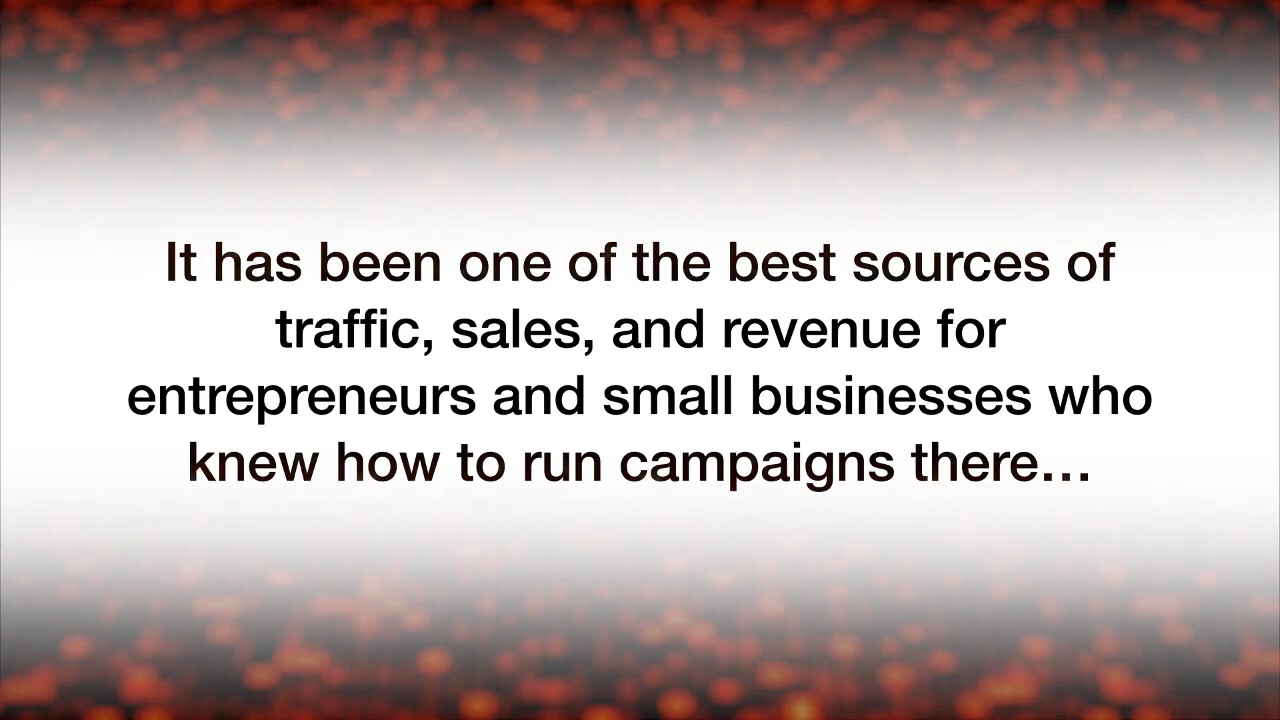 It has been one of the best sources of
traffic, sales, and revenue for
entrepreneurs and small businesses who
knew how to run campaigns there…